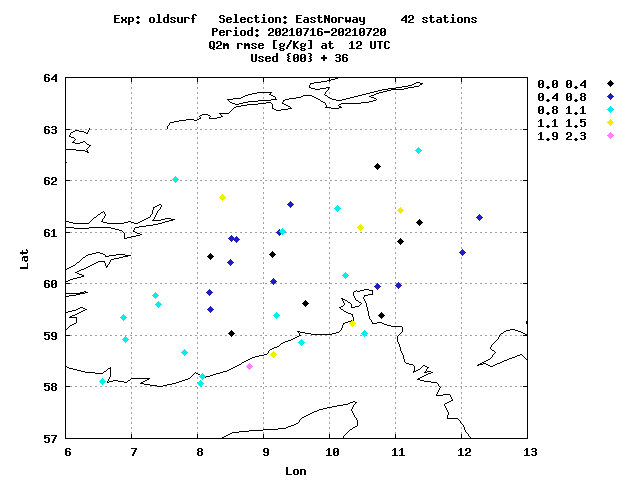 Exp: oldsurf Selection: EastNorway 42 stations
Period: 20210716-20210720
Q2m rmse [g/Kg] at 12 UTC
Used {00} + 36
0.0 0.4
0.4 0.8
0.8 1.1
1.1 1.5
1.9 2.3
64
63
62
61
60
59
58
57
Lat
6 7 8 9 10 11 12 13
Lon